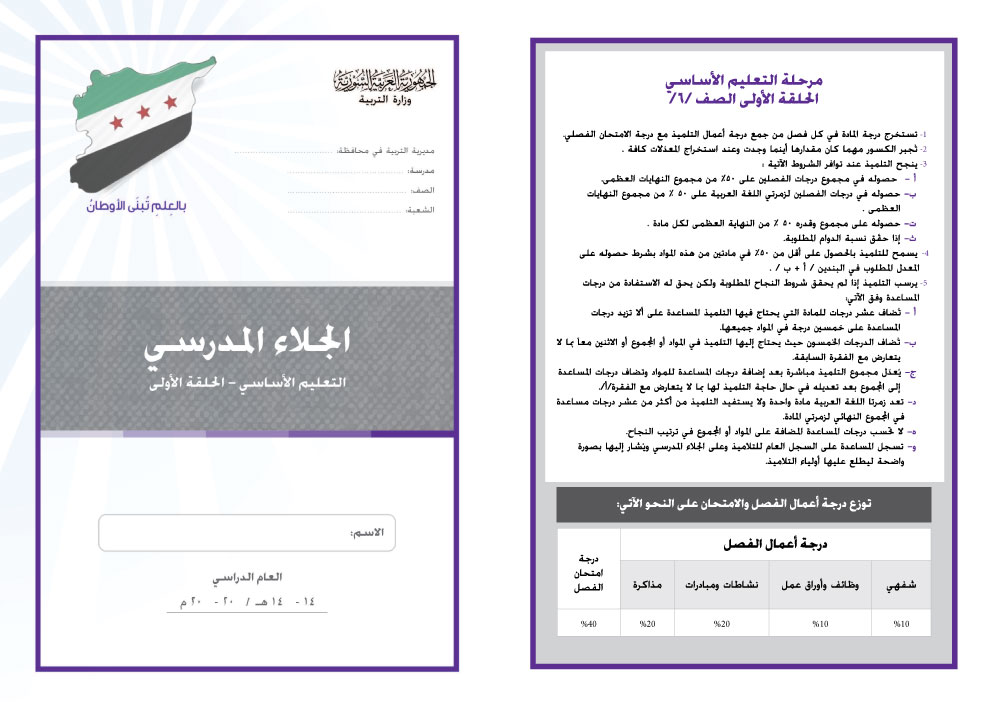 مرحلة التعليم الأساسي
الحلقة الأولى الصف /٦/
1- تستخرج درجة المادة في كل فصل من جمع درجة أعمال التلميذ مع درجة الامتحان الفصلي.
2- تُجبر الكسور مهما كان مقدارها أينما وجدت وعند استخراج المعدلات كافة .
3- ينجح التلميذ عند توافر الشروط الآتية :
أ - حصوله في مجموع درجات الفصلين على ٥٠٪ من مجموع النهايات العظمى.
ب- حصوله في درجات الفصلين لزمرتي اللغة العربية على ٥٠ ٪ من مجموع النهايات
العظمى .
ت- حصوله على مجموع وقدره ٥٠ ٪ من النهاية العظمى لكل مادة .
ث- إذا حقّق نسبة الدوام المطلوبة.
4- يسمح للتلميذ بالحصول على أقل من ٥٠٪ في مادتين من هذه المواد بشرط حصوله على
المعدل المطلوب في البندين / أ + ب / .
5- يرسب التلميذ إذا لم يحقق شروط النجاح المطلوبة ولكن يحق له الاستفادة من درجات
المساعدة وفق الآتي:
أ - تُضاف عشر درجات للمادة التي يحتاج فيها التلميذ المساعدة على ألا تزيد درجات
المساعدة على خمسين درجة في المواد جميعها.
ب- تُضاف الدرجات الخمسون حيث يحتاج إليها التلميذ في المواد أو المجموع أو الاثنين معاً بما لا
يتعارض مع الفقرة السابقة.
ج- يُعدّل مجموع التلميذ مباشرة بعد إضافة درجات المساعدة للمواد وتضاف درجات المساعدة
إلى المجموع بعد تعديله في حال حاجة التلميذ لها بما لا يتعارض مع الفقرة/أ/.
د- تعد زمرتا اللغة العربية مادة واحدة ولا يستفيد التلميذ من أكثر من عشر درجات مساعدة
في المجموع النهائي لزمرتي المادة.
ه- لا تحُسب درجات المساعدة المضافة على المواد أو المجموع في ترتيب النجاح.
و- تسجل المساعدة على السجل العام للتلاميذ وعلى الجلاء المدرسي ويُشار إليها بصورة
واضحة ليطلع عليها أولياء التلاميذ.
توزع درجة أعمال الفصل والامتحان على النحو الآتي:
درجة أعمال الفصل
درجة امتحان الفصل
شفهي وظائف وأوراق عمل نشاطات ومبادرات مذاكرة
%10 %10 %20 %20 %40
الجمهورية العربية السورية
وزارة التربية
مديرية التربية في محافظة:
مدرسة:
الصف:
الشعبة:
بالعِلمِ تُبنَى الأوطانُ
الجلاء المدرسي
التعليم الأساسي - الحلقة الأولى
الاسم:
العام الدراسي
١٤ - ١٤ هـ / ٢٠ - ٢٠ م